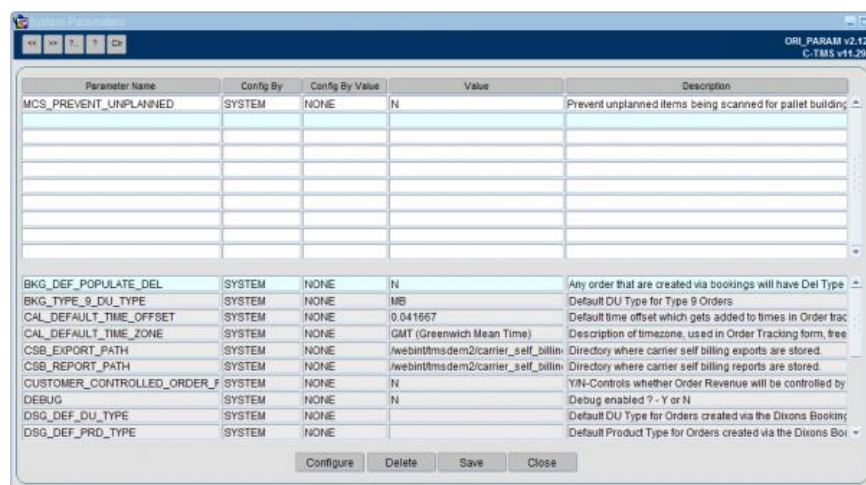 System Parameters
<< >> ?.. ? Clr
ORI_PARAM v2.12
C-TMS v11.29
Parameter Name Config By Config By Value Value Description
MCS_PREVENT_UNPLANNED SYSTEM NONE N Prevent unplanned items being scanned for pallet building
BKG_DEF_POPULATE_DEL SYSTEM NONE N Any order that are created via bookings will have Del Type
BKG_TYPE_9_DU_TYPE SYSTEM NONE MB Default DU Type for Type 9 Orders
CAL_DEFAULT_TIME_OFFSET SYSTEM NONE 0.041667 Default time offset which gets added to times in Order trac
CAL_DEFAULT_TIME_ZONE SYSTEM NONE GMT (Greenwich Mean Time) Description of timezone, used in Order Tracking form, free
CSB_EXPORT_PATH SYSTEM NONE /webint/tmsdem2/carrier_self_billin Directory where carrier self billing exports are stored.
CSB_REPORT_PATH SYSTEM NONE /webint/tmsdem2/carrier_self_billin Directory where carrier self billing reports are stored.
CUSTOMER_CONTROLLED_ORDER_F SYSTEM NONE N Y/N-Controls whether Order Revenue will be controlled by
DEBUG SYSTEM NONE N Debug enabled ? - Y or N
DSG_DEF_DU_TYPE SYSTEM NONE Default DU Type for Orders created via the Dixons Booking
DSG_DEF_PRD_TYPE SYSTEM NONE Default Product Type for Orders created via the Dixons Boo
Configure Delete Save Close